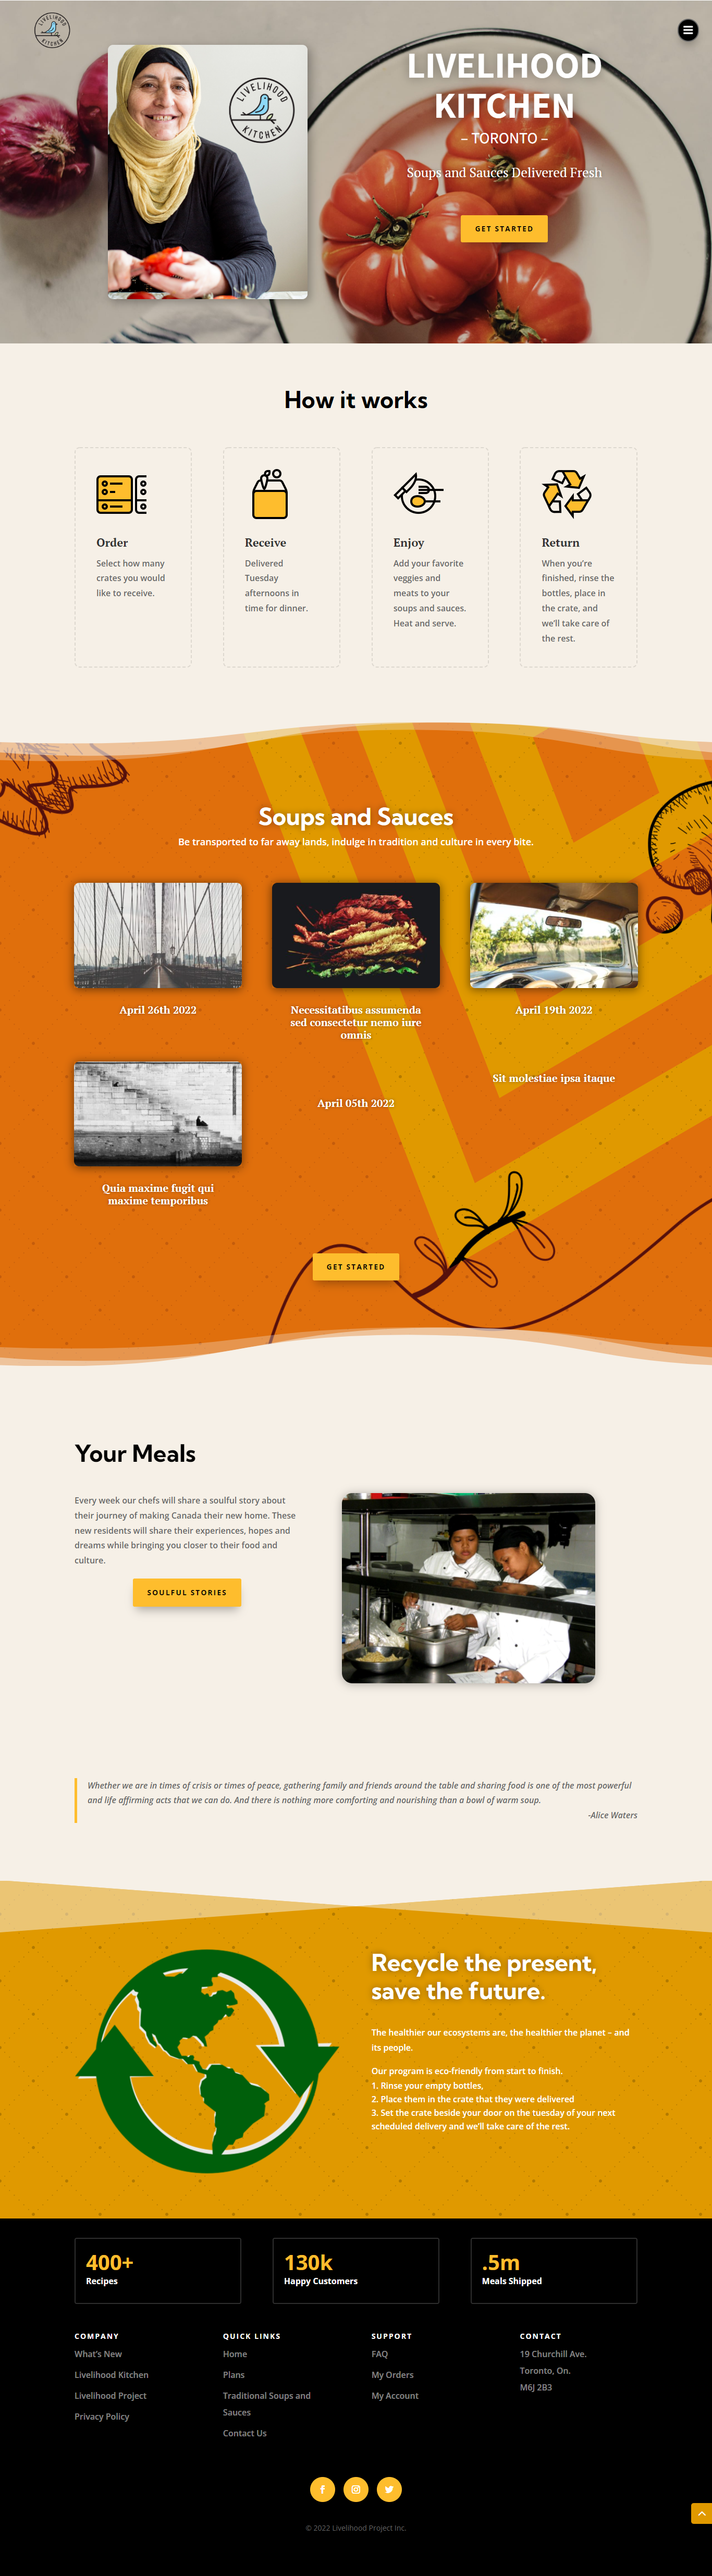 LIVELIHOOD
KITCHEN
LIVELIHOOD
KITCHEN
LIVELIHOOD
KITCHEN
– TORONTO –
Soups and Sauces Delivered Fresh
GET STARTED
How it works
Order
Select how many
crates you would
like to receive.
Receive
Delivered
Tuesday
afternoons in
time for dinner.
Enjoy
Add your favorite
veggies and
meats to your
soups and sauces.
Heat and serve.
Return
When you're
finished, rinse the
bottles, place in
the crate, and
we'll take care of
the rest.
Soups and Sauces
Be transported to far away lands, indulge in tradition and culture in every bite.
April 26th 2022
Necessitatibus assumenda
sed consectetur nemo iure
omnis
April 19th 2022
Quia maxime fugit qui
maxime temporibus
April 05th 2022
Sit molestiae ipsa itaque
GET STARTED
Your Meals
Every week our chefs will share a soulful story about
their journey of making Canada their new home. These
new residents will share their experiences, hopes and
dreams while bringing you closer to their food and
culture.
SOULFUL STORIES
Whether we are in times of crisis or times of peace, gathering family and friends around the table and sharing food is one of the most powerful
and life affirming acts that we can do. And there is nothing more comforting and nourishing than a bowl of warm soup.
-Alice Waters
Recycle the present,
save the future.
The healthier our ecosystems are, the healthier the planet – and
its people.
Our program is eco-friendly from start to finish.
1. Rinse your empty bottles,
2. Place them in the crate that they were delivered
3. Set the crate beside your door on the tuesday of your next
scheduled delivery and we'll take care of the rest.
400+
Recipes
130k
Happy Customers
.5m
Meals Shipped
COMPANY
What's New
Livelihood Kitchen
Livelihood Project
Privacy Policy
QUICK LINKS
Home
Plans
Traditional Soups and
Sauces
Contact Us
SUPPORT
FAQ
My Orders
My Account
CONTACT
19 Churchill Ave.
Toronto, On.
M6J 2B3
© 2022 Livelihood Project Inc.